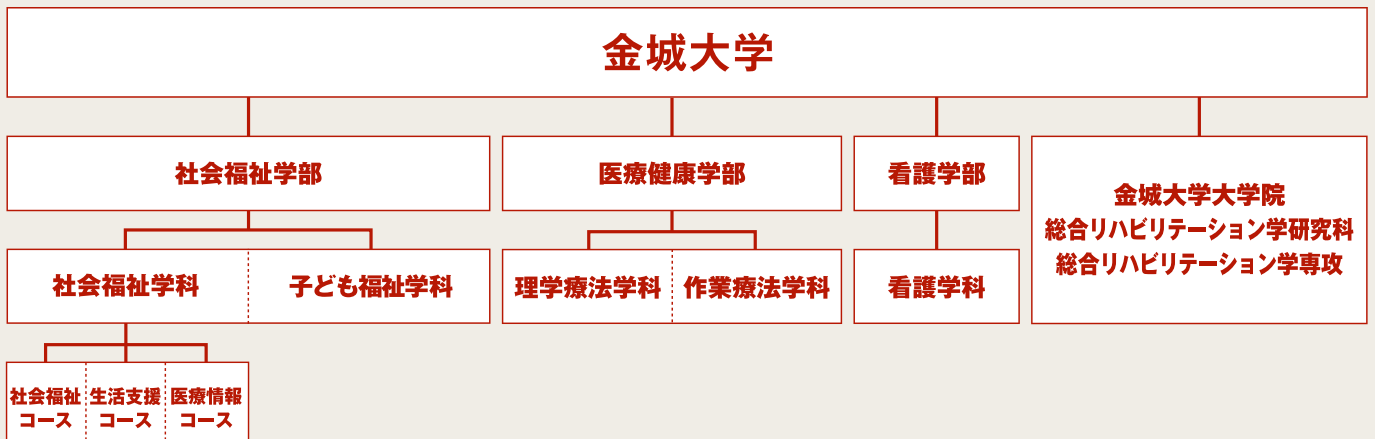 金城大学
社会福祉学部
医療健康学部
看護学部
金城大学大学院
総合リハビリテーション学研究科
総合リハビリテーション学専攻
社会福祉学科
子ども福祉学科
理学療法学科
作業療法学科
看護学科
社会福祉
コース
生活支援
コース
医療情報
コース